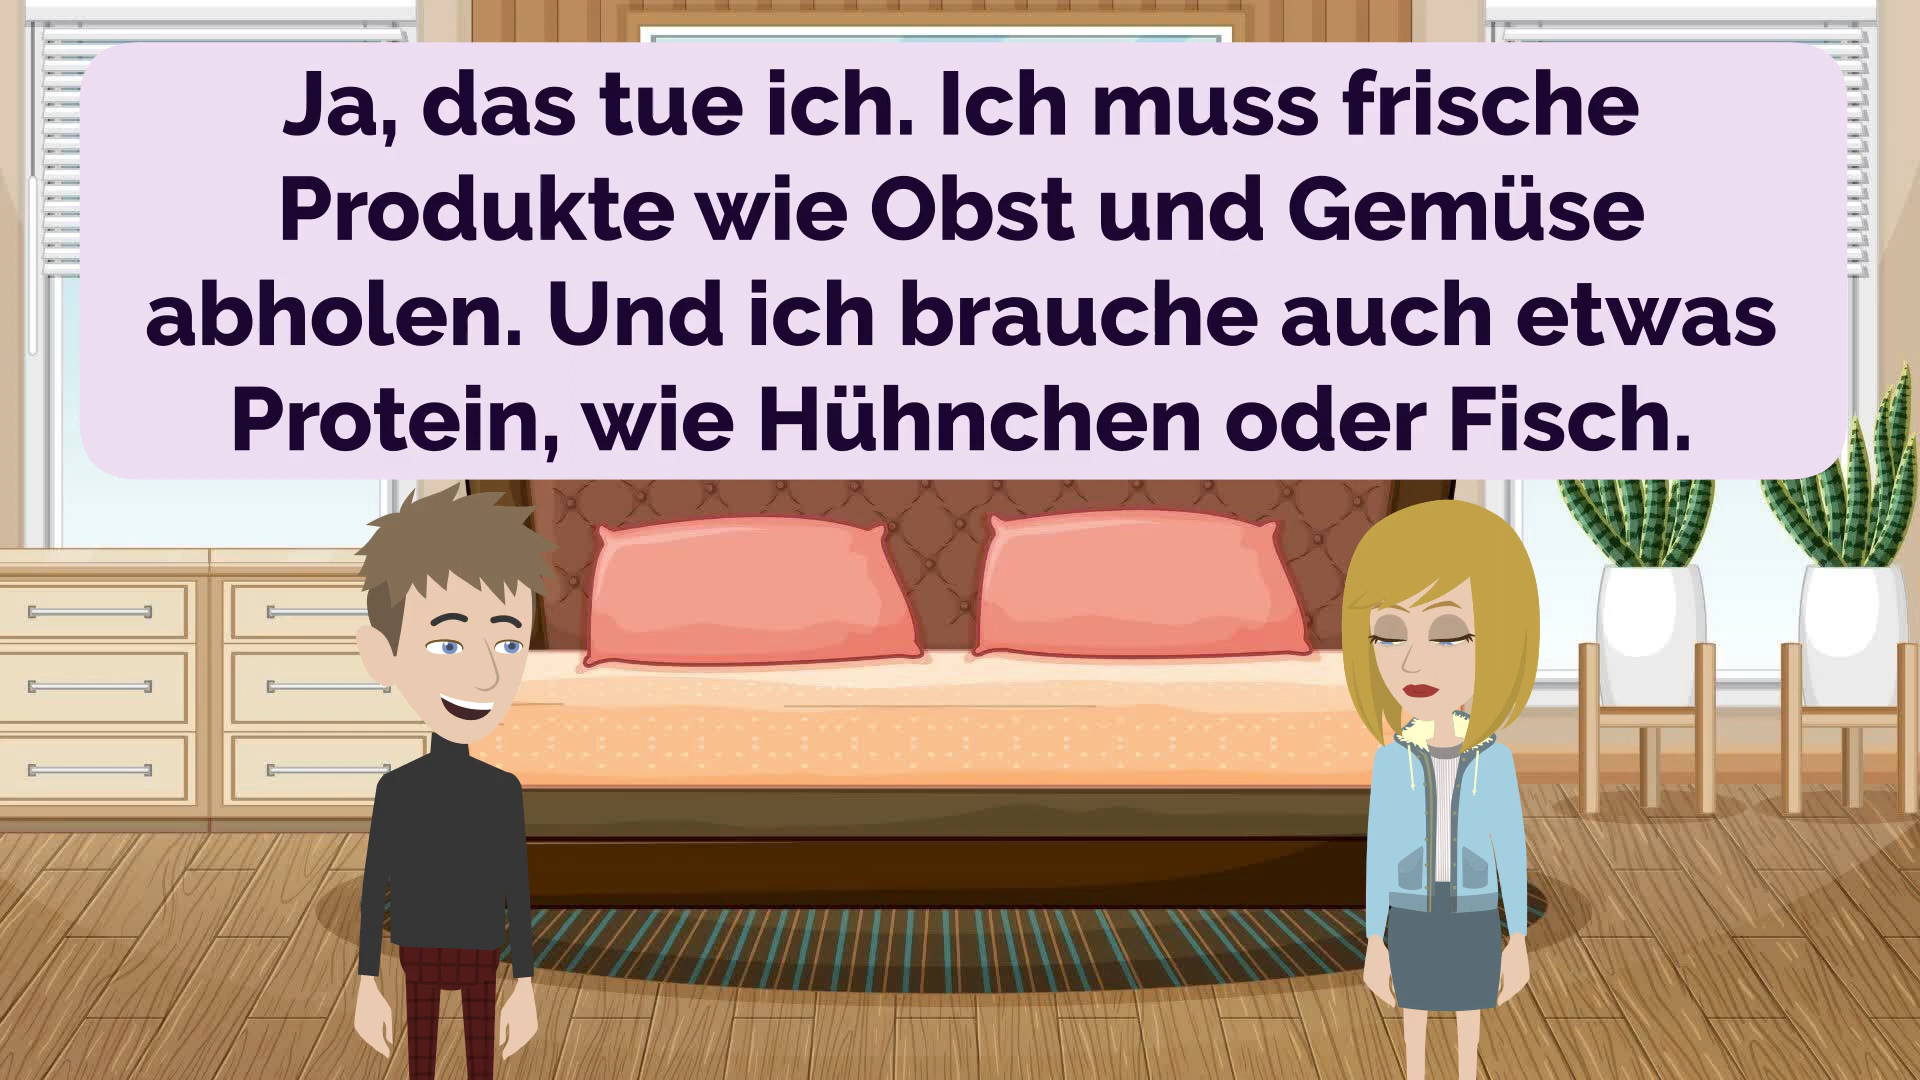 Ja, das tue ich. Ich muss frische
Produkte wie Obst und Gemüse
abholen. Und ich brauche auch etwas
Protein, wie Hühnchen oder Fisch.